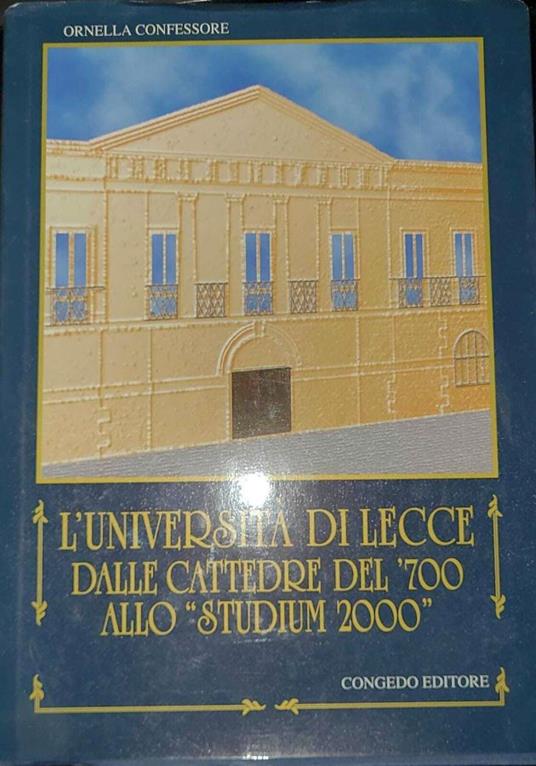 ORNELLA CONFESSORE
L'UNIVERSITÀ DI LECCE
DALLE CATTEDRE DEL '700
ALLO "STUDIUM 2000"
CONGEDO EDITORE